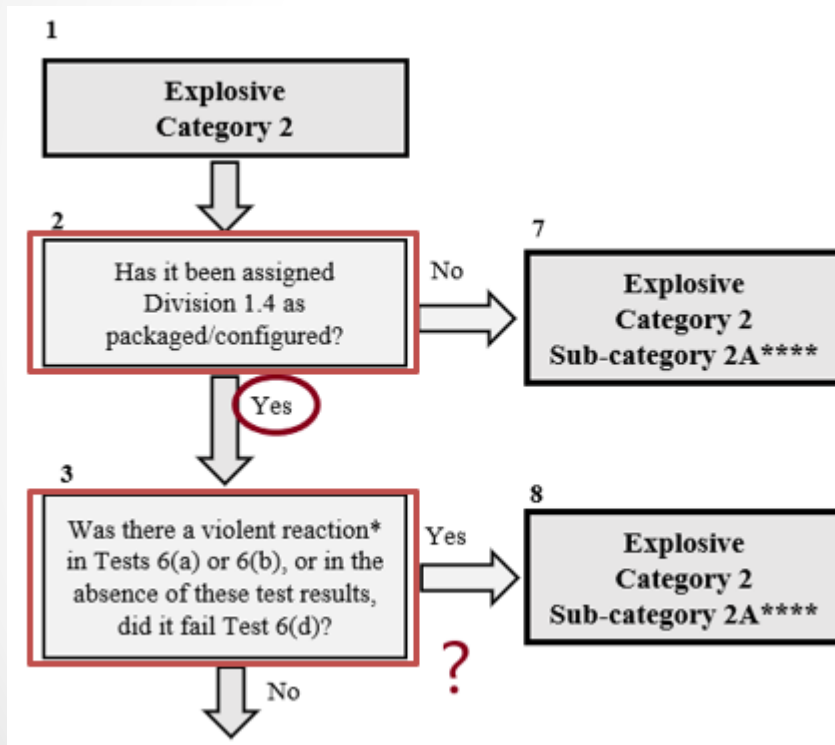 1
Explosive
Category 2
2
Has it been assigned
Division 1.4 as
packaged/configured?
No
7
Explosive
Category 2
Sub-category 2A****
Yes
3
Was there a violent reaction*
in Tests 6(a) or 6(b), or in the
absence of these test results,
did it fail Test 6(d)?
Yes
8
Explosive
Category 2
Sub-category 2A****
?
No